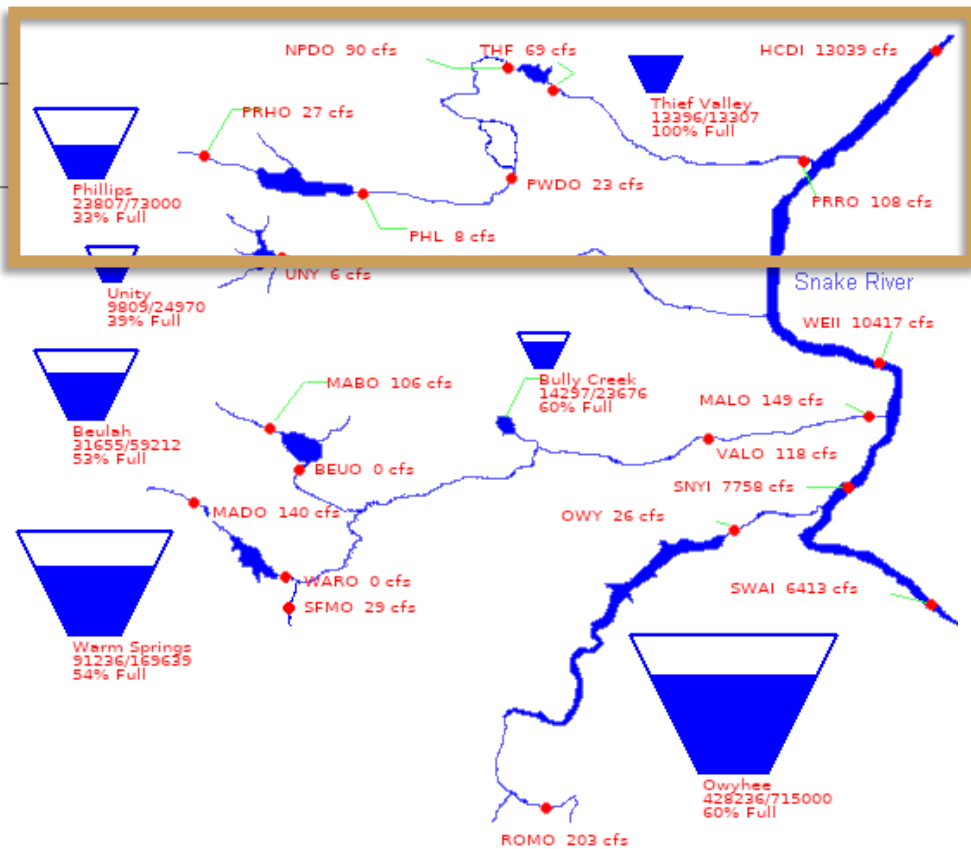 NPDO 90 cfs
THF 69 cfs
HCDI 13039 cfs
PRHO 27 cfs
Thief Valley
13396/13307
100% Full
Phillips
23807/73000
33% Full
PWDO 23 cfs
PRRO 108 cfs
PHL 8 cfs
UNY 6 cfs
Unity
9809/24970
39% Full
Snake River
WEII 10417 cfs
MABO 106 cfs
Bully Creek
14297/23676
60% Full
MALO 149 cfs
Beulah
31655/59212
53% Full
VALO 118 cfs
BEUO 0 cfs
SNYI 7758 cfs
MADO 140 cfs
OWY 26 cfs
WARO 0 cfs
SFMO 29 cfs
SWAI 6413 cfs
Warm Springs
91236/169639
54% Full
Owyhee
428236/715000
60% Full
ROMO 203 cfs